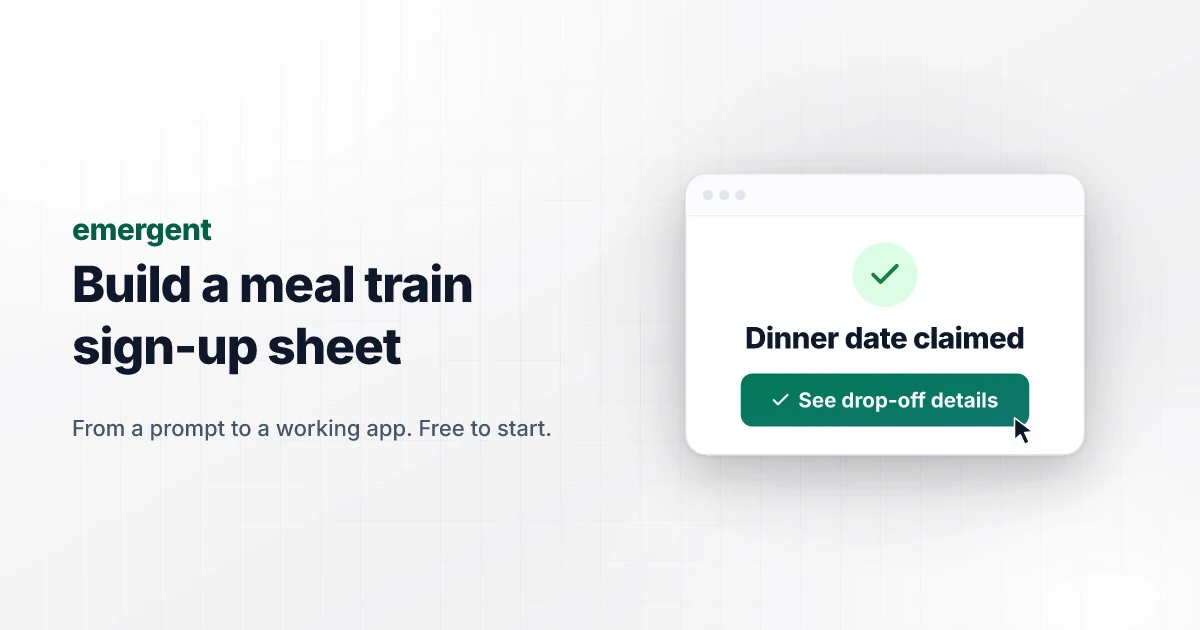 emergent
Build a meal train
sign-up sheet
From a prompt to a working app. Free to start.
Dinner date claimed
See drop-off details